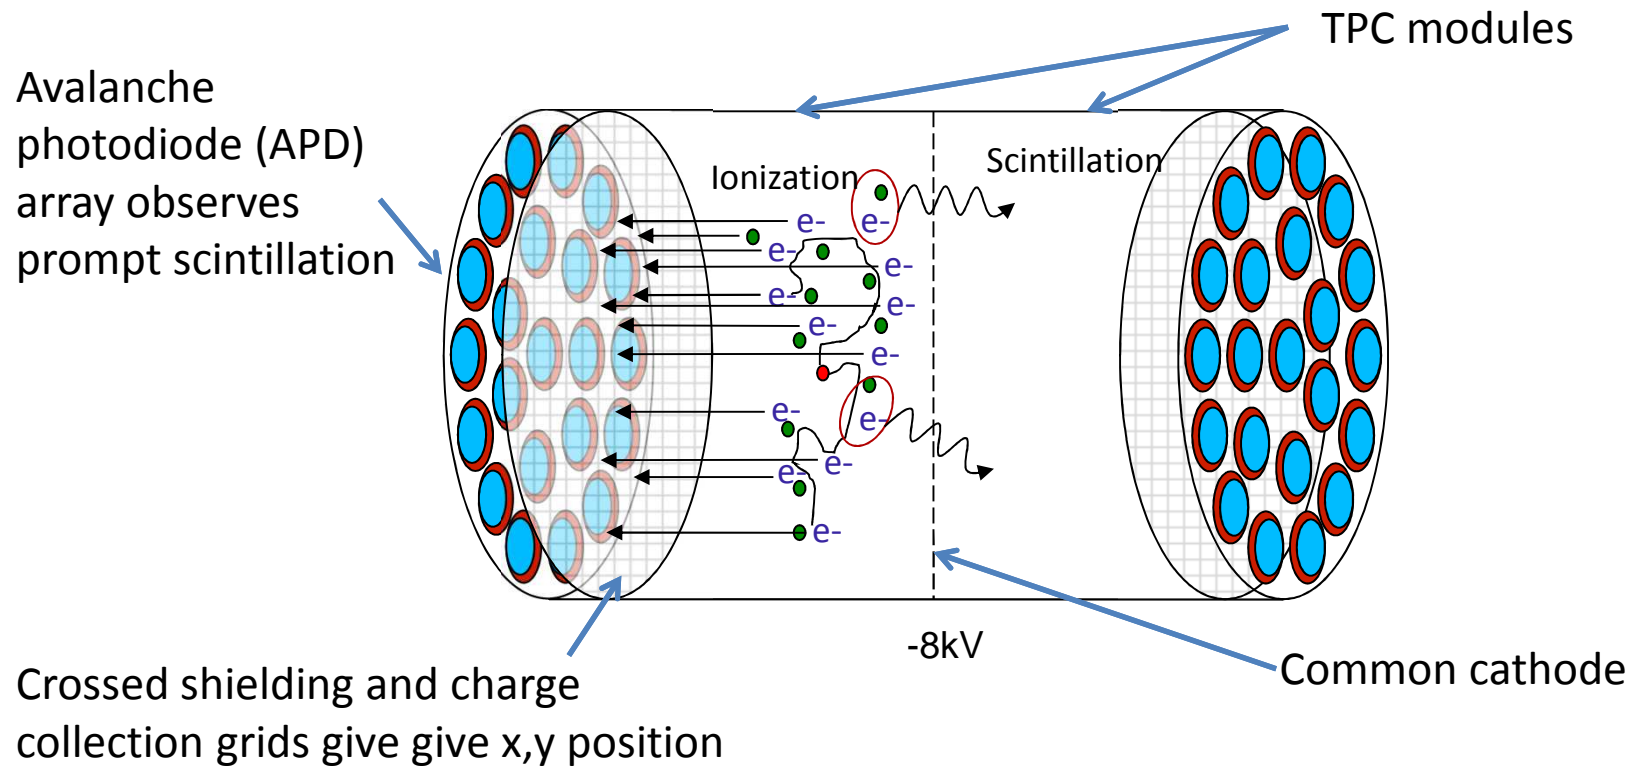 TPC modules
Avalanche
photodiode (APD)
array observes
prompt scintillation
Ionization
Scintillation
e-
e-
e-
e-
e-
e-
e-
e-
e-
e-
e-
e-
e-
-8kV
Common cathode
Crossed shielding and charge
collection grids give give x,y position